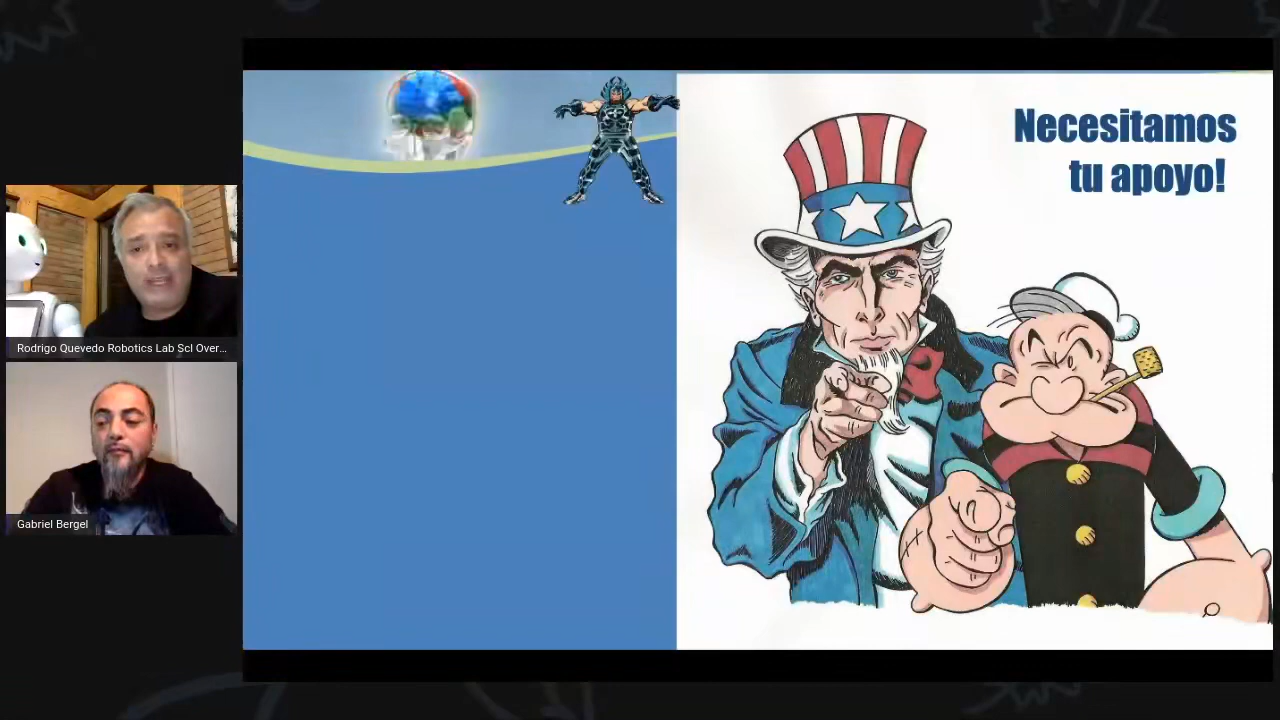 Necesitamos
tu apoyo!
Rodrigo Quevedo Robotics Lab Scl Over...
Gabriel Bergel